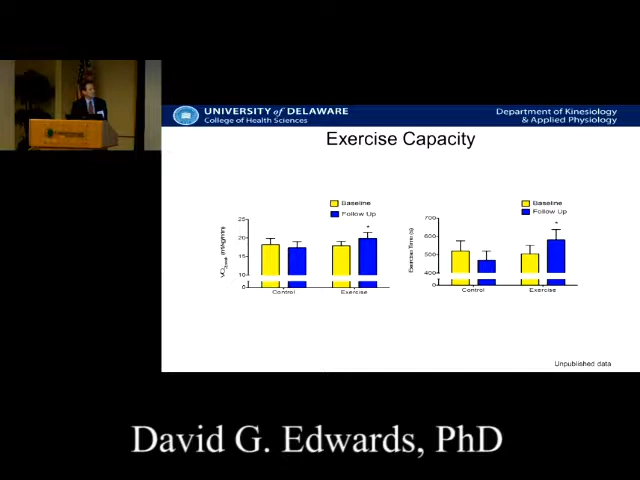 UNIVERSITY of DELAWARE
College of Health Sciences
Department of Kinesiology
& Applied Physiology
Exercise Capacity
Baseline
Follow Up
25
20
15
10
0
Control
Exercise
*
Baseline
Follow Up
Exercise Time (s)
700
600
500
400
0
Control
Exercise
*
Unpublished data
David G. Edwards, PhD